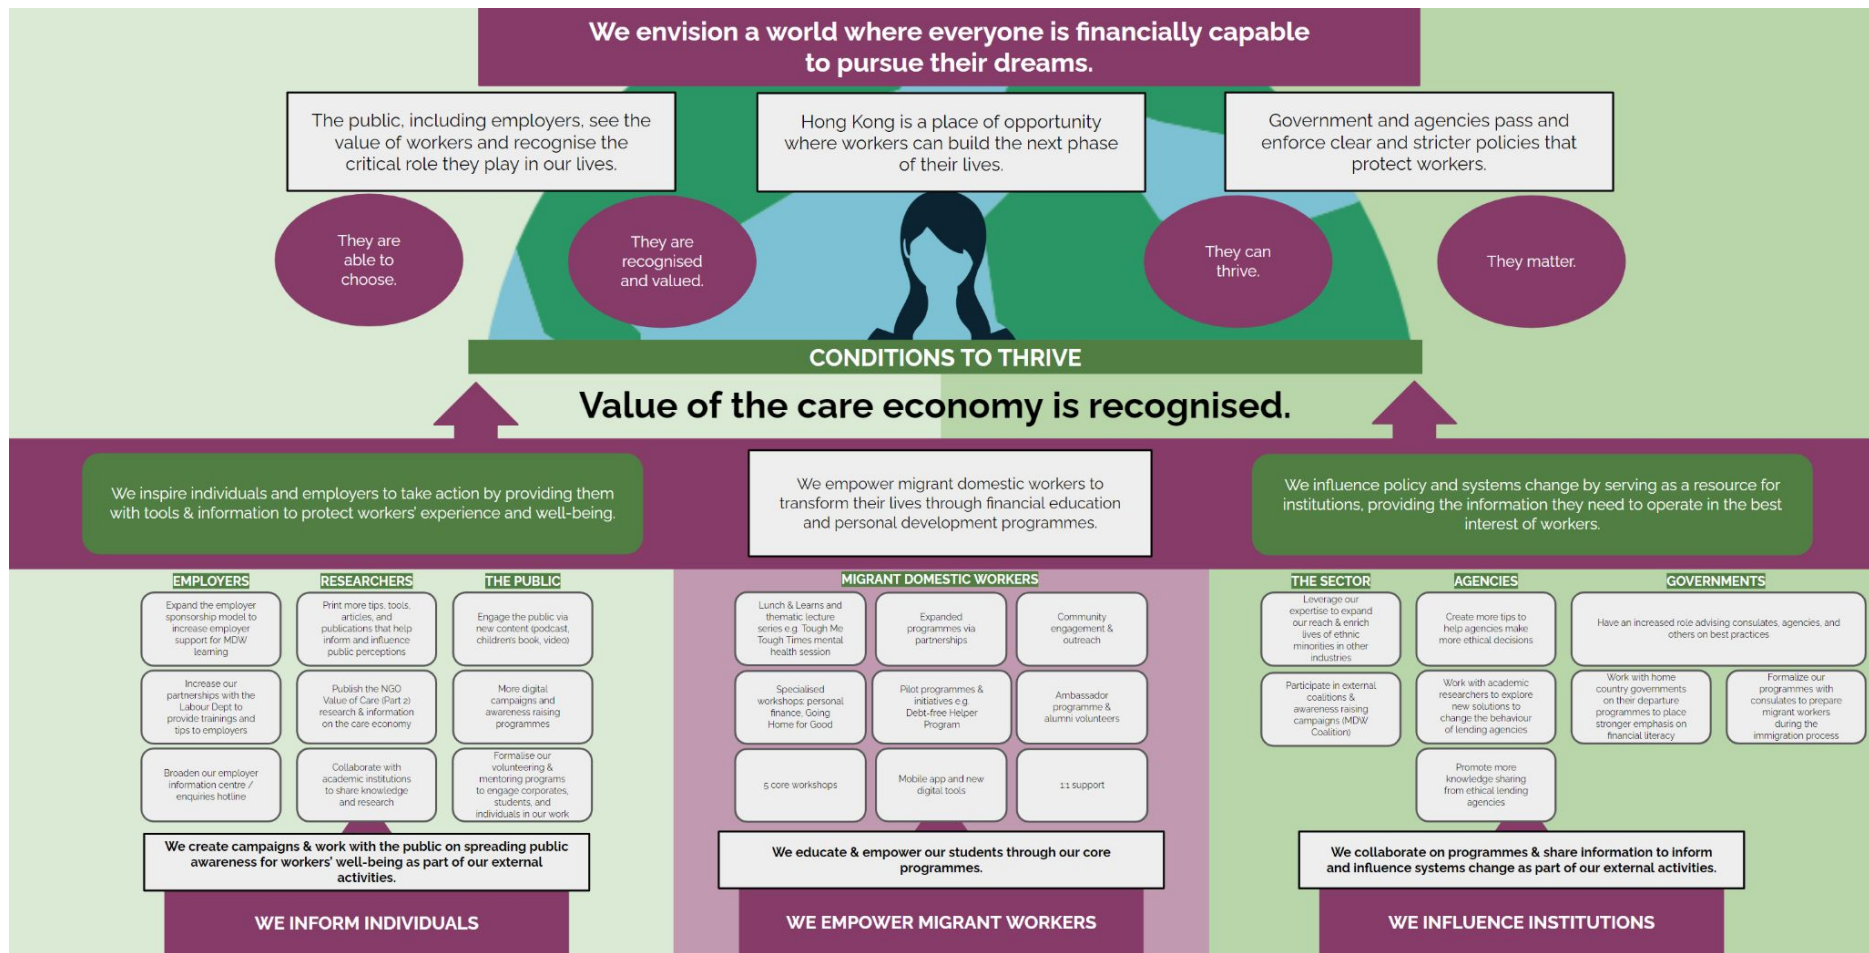 We envision a world where everyone is financially capable
to pursue their dreams.
The public, including employers, see the
value of workers and recognise the
critical role they play in our lives.
Hong Kong is a place of opportunity
where workers can build the next phase
of their lives.
Government and agencies pass and
enforce clear and stricter policies that
protect workers.
They are
able to
choose.
They are
recognised
and valued.
They can
thrive.
They matter.
CONDITIONS TO THRIVE
Value of the care economy is recognised.
We inspire individuals and employers to take action by providing them
with tools & information to protect workers' experience and well-being.
We empower migrant domestic workers to
transform their lives through financial education
and personal development programmes.
We influence policy and systems change by serving as a resource for
institutions, providing the information they need to operate in the best
interest of workers.
EMPLOYERS
Expand the employer
sponsorship model to
increase employer
support for MDW
learning
Increase our
partnerships with the
Labour Dept to
provide trainings and
tips to employers
Broaden our employer
information centre /
enquiries hotline
RESEARCHERS
Print more tips, tools,
articles, and
publications that help
inform and influence
public perceptions
Publish the NGO
Value of Care (Part 2)
research & information
on the care economy
Collaborate with
academic institutions
to share knowledge
and research
THE PUBLIC
Engage the public via
new content (podcast,
children's book, video)
More digital
campaigns and
awareness raising
programmes
Formalise our
volunteering &
mentoring programs
to engage corporates,
students, and
individuals in our work
MIGRANT DOMESTIC WORKERS
Lunch & Learns and
thematic lecture
series e.g. Tough Me
Tough Times mental
health session
Expanded
programmes via
partnerships
Community
engagement &
outreach
Specialised
workshops: personal
finance, Going
Home for Good
Pilot programmes &
initiatives e.g.
Debt-free Helper
Program
Ambassador
programme &
alumni volunteers
5 core workshops
Mobile app and new
digital tools
1:1 support
THE SECTOR
Leverage our
expertise to expand
our reach & enrich
lives of ethnic
minorities in other
industries
Participate in external
coalitions &
awareness raising
campaigns (MDW
Coalition)
AGENCIES
Create more tips to
help agencies make
more ethical decisions
Work with academic
researchers to explore
new solutions to
change the behaviour
of lending agencies
Promote more
knowledge sharing
from ethical lending
agencies
GOVERNMENTS
Have an increased role advising consulates, agencies, and
others on best practices
Work with home
country governments
on their departure
programmes to place
stronger emphasis on
financial literacy
Formalize our
programmes with
consulates to prepare
migrant workers
during the
immigration process
We create campaigns & work with the public on spreading public
awareness for workers' well-being as part of our external
activities.
We educate & empower our students through our core
programmes.
We collaborate on programmes & share information to inform
and influence systems change as part of our external activities.
WE INFORM INDIVIDUALS
WE EMPOWER MIGRANT WORKERS
WE INFLUENCE INSTITUTIONS